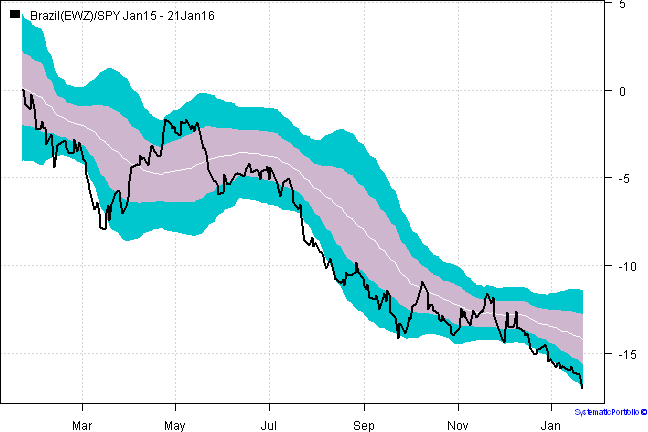 Brazil(EWZ)/SPY Jan15 - 21Jan16
5
0
-5
-10
-15
Mar May Jul Sep Nov Jan
SystematicPortfolio ©